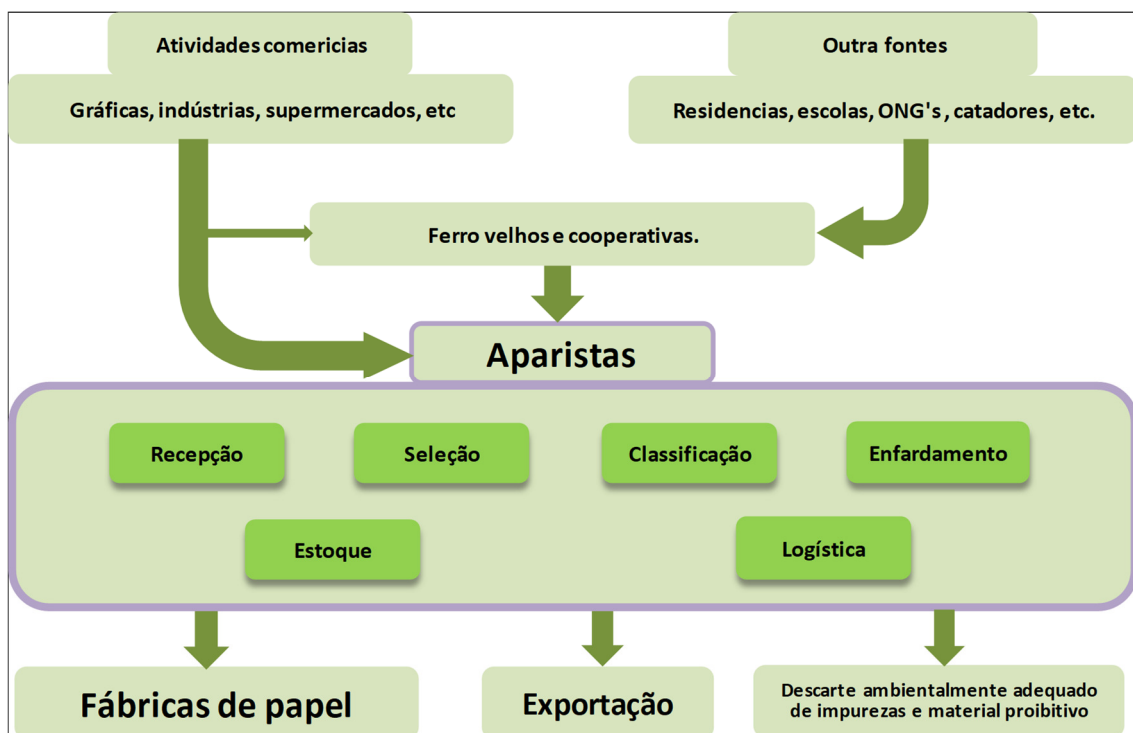 Atividades comericias
Outra fontes
Gráficas, indústrias, supermercados, etc
Residencias, escolas, ONG's, catadores, etc.
Ferro velhos e cooperativas.
Aparistas
Recepção
Seleção
Classificação
Enfardamento
Estoque
Logística
Fábricas de papel
Exportação
Descarte ambientalmente adequado
de impurezas e material proibitivo